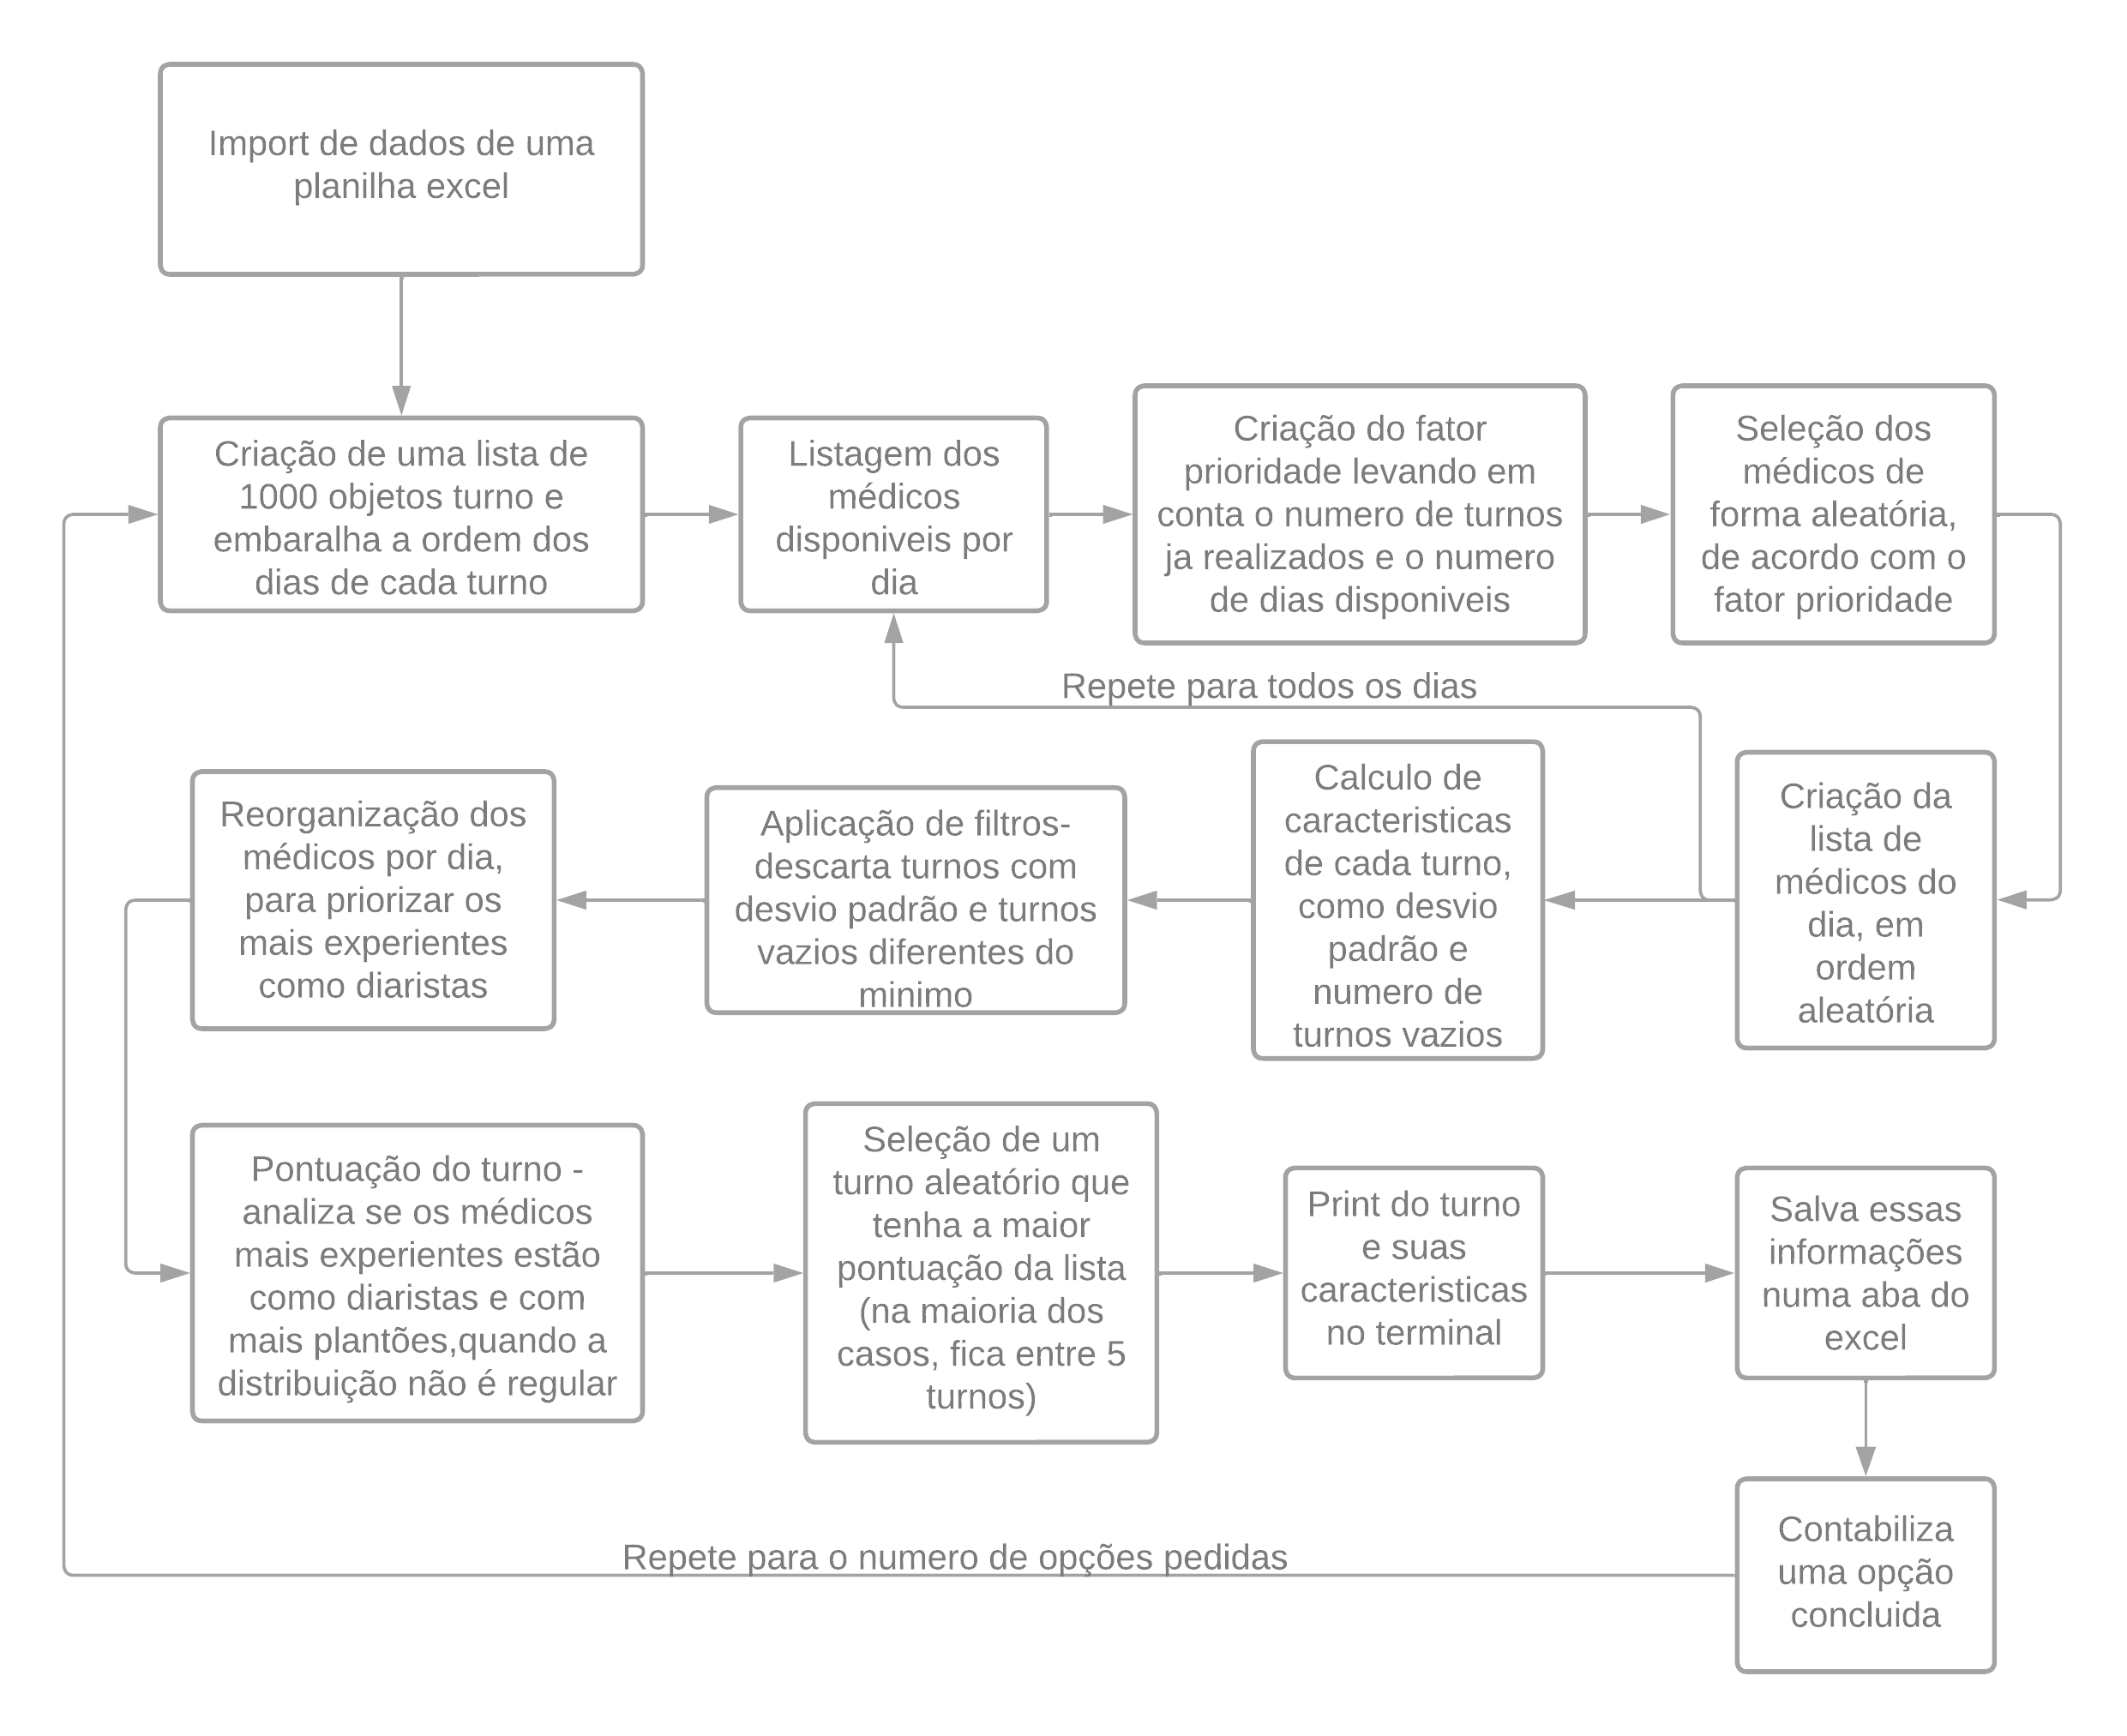 Import de dados de uma
planilha excel
Criação de uma lista de
1000 objetos turno e
embaralha a ordem dos
dias de cada turno
Listagem dos
médicos
disponiveis por
dia
Criação do fator
prioridade levando em
conta o numero de turnos
ja realizados e o numero
de dias disponiveis
Seleção dos
médicos de
forma aleatória,
de acordo com o
fator prioridade
Repete para todos os dias
Criação da
lista de
médicos do
dia, em
ordem
aleatória
Calculo de
caracteristicas
de cada turno,
como desvio
padrão e
numero de
turnos vazios
Aplicação de filtros-
descarta turnos com
desvio padrão e turnos
vazios diferentes do
minimo
Reorganização dos
médicos por dia,
para priorizar os
mais experientes
como diaristas
Pontuação do turno -
analiza se os médicos
mais experientes estão
como diaristas e com
mais plantões,quando a
distribuição não é regular
Seleção de um
turno aleatório que
tenha a maior
pontuação da lista
(na maioria dos
casos, fica entre 5
turnos)
Print do turno
e suas
caracteristicas
no terminal
Salva essas
informações
numa aba do
excel
Contabiliza
uma opção
concluida
Repete para o numero de opções pedidas